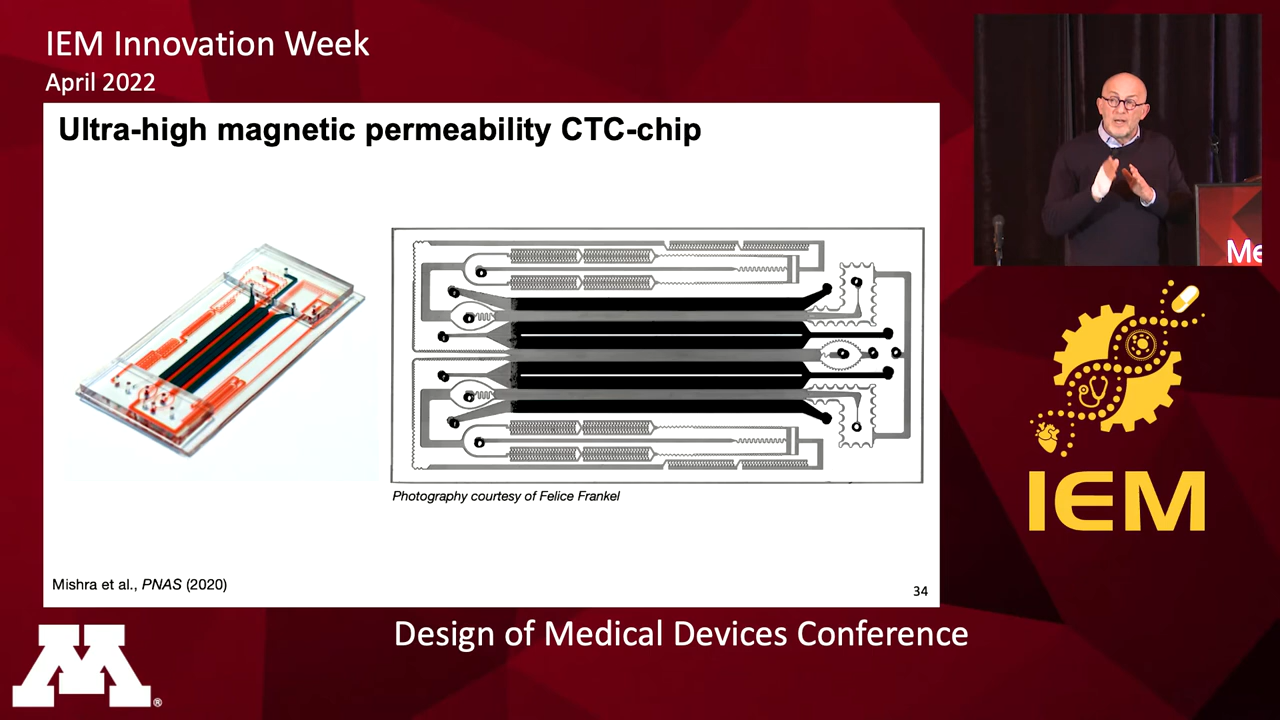 IEM Innovation Week
April 2022
Ultra-high magnetic permeability CTC-chip
Photography courtesy of Felice Frankel
Mishra et al., PNAS (2020)
34
Me
IEM
Design of Medical Devices Conference
M®